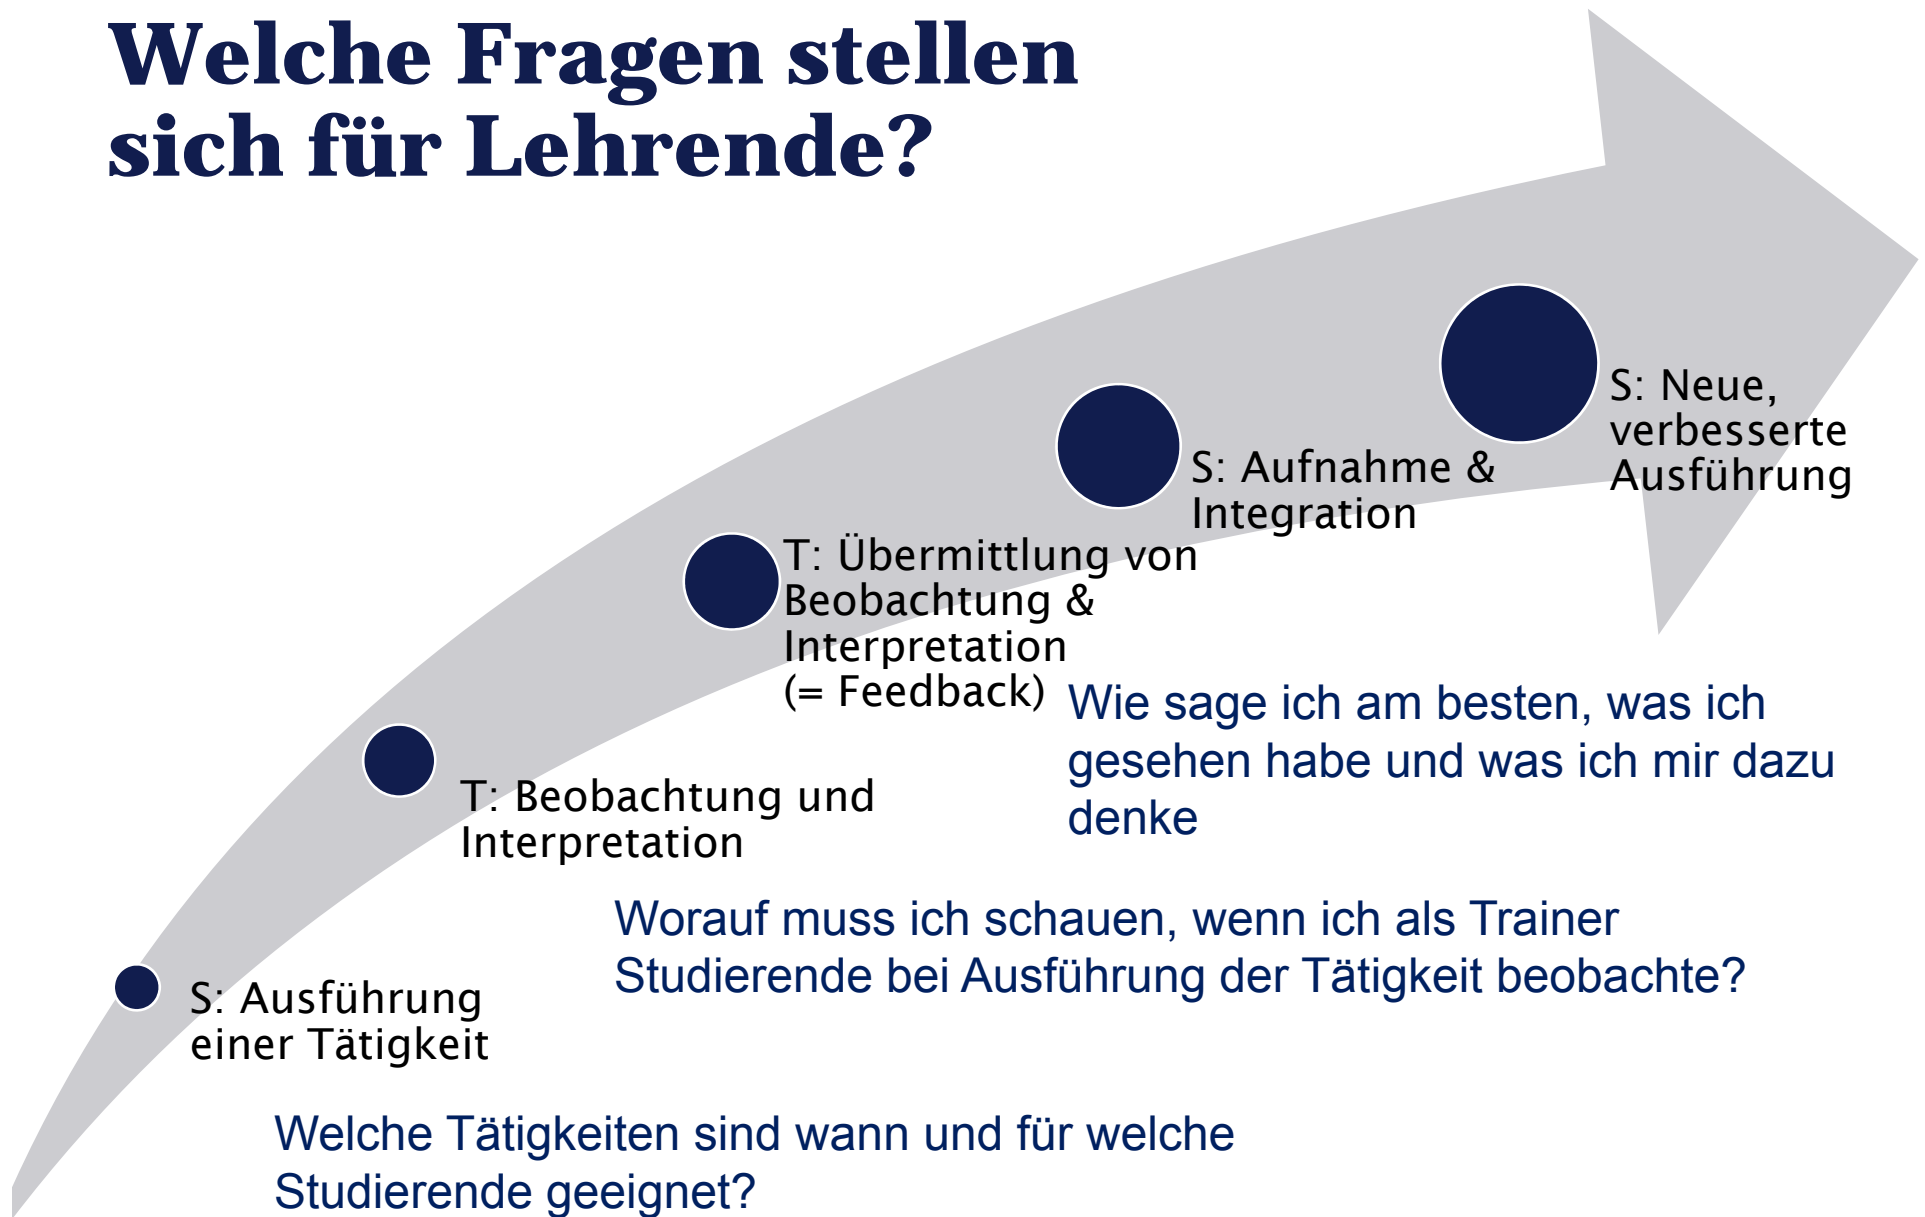 Welche Fragen stellen
sich für Lehrende?
S: Neue,
verbesserte
Ausführung
S: Aufnahme &
Integration
T: Übermittlung von
Beobachtung &
Interpretation
(= Feedback)
Wie sage ich am besten, was ich
gesehen habe und was ich mir dazu
denke
T: Beobachtung und
Interpretation
Worauf muss ich schauen, wenn ich als Trainer
Studierende bei Ausführung der Tätigkeit beobachte?
S: Ausführung
einer Tätigkeit
Welche Tätigkeiten sind wann und für welche
Studierende geeignet?